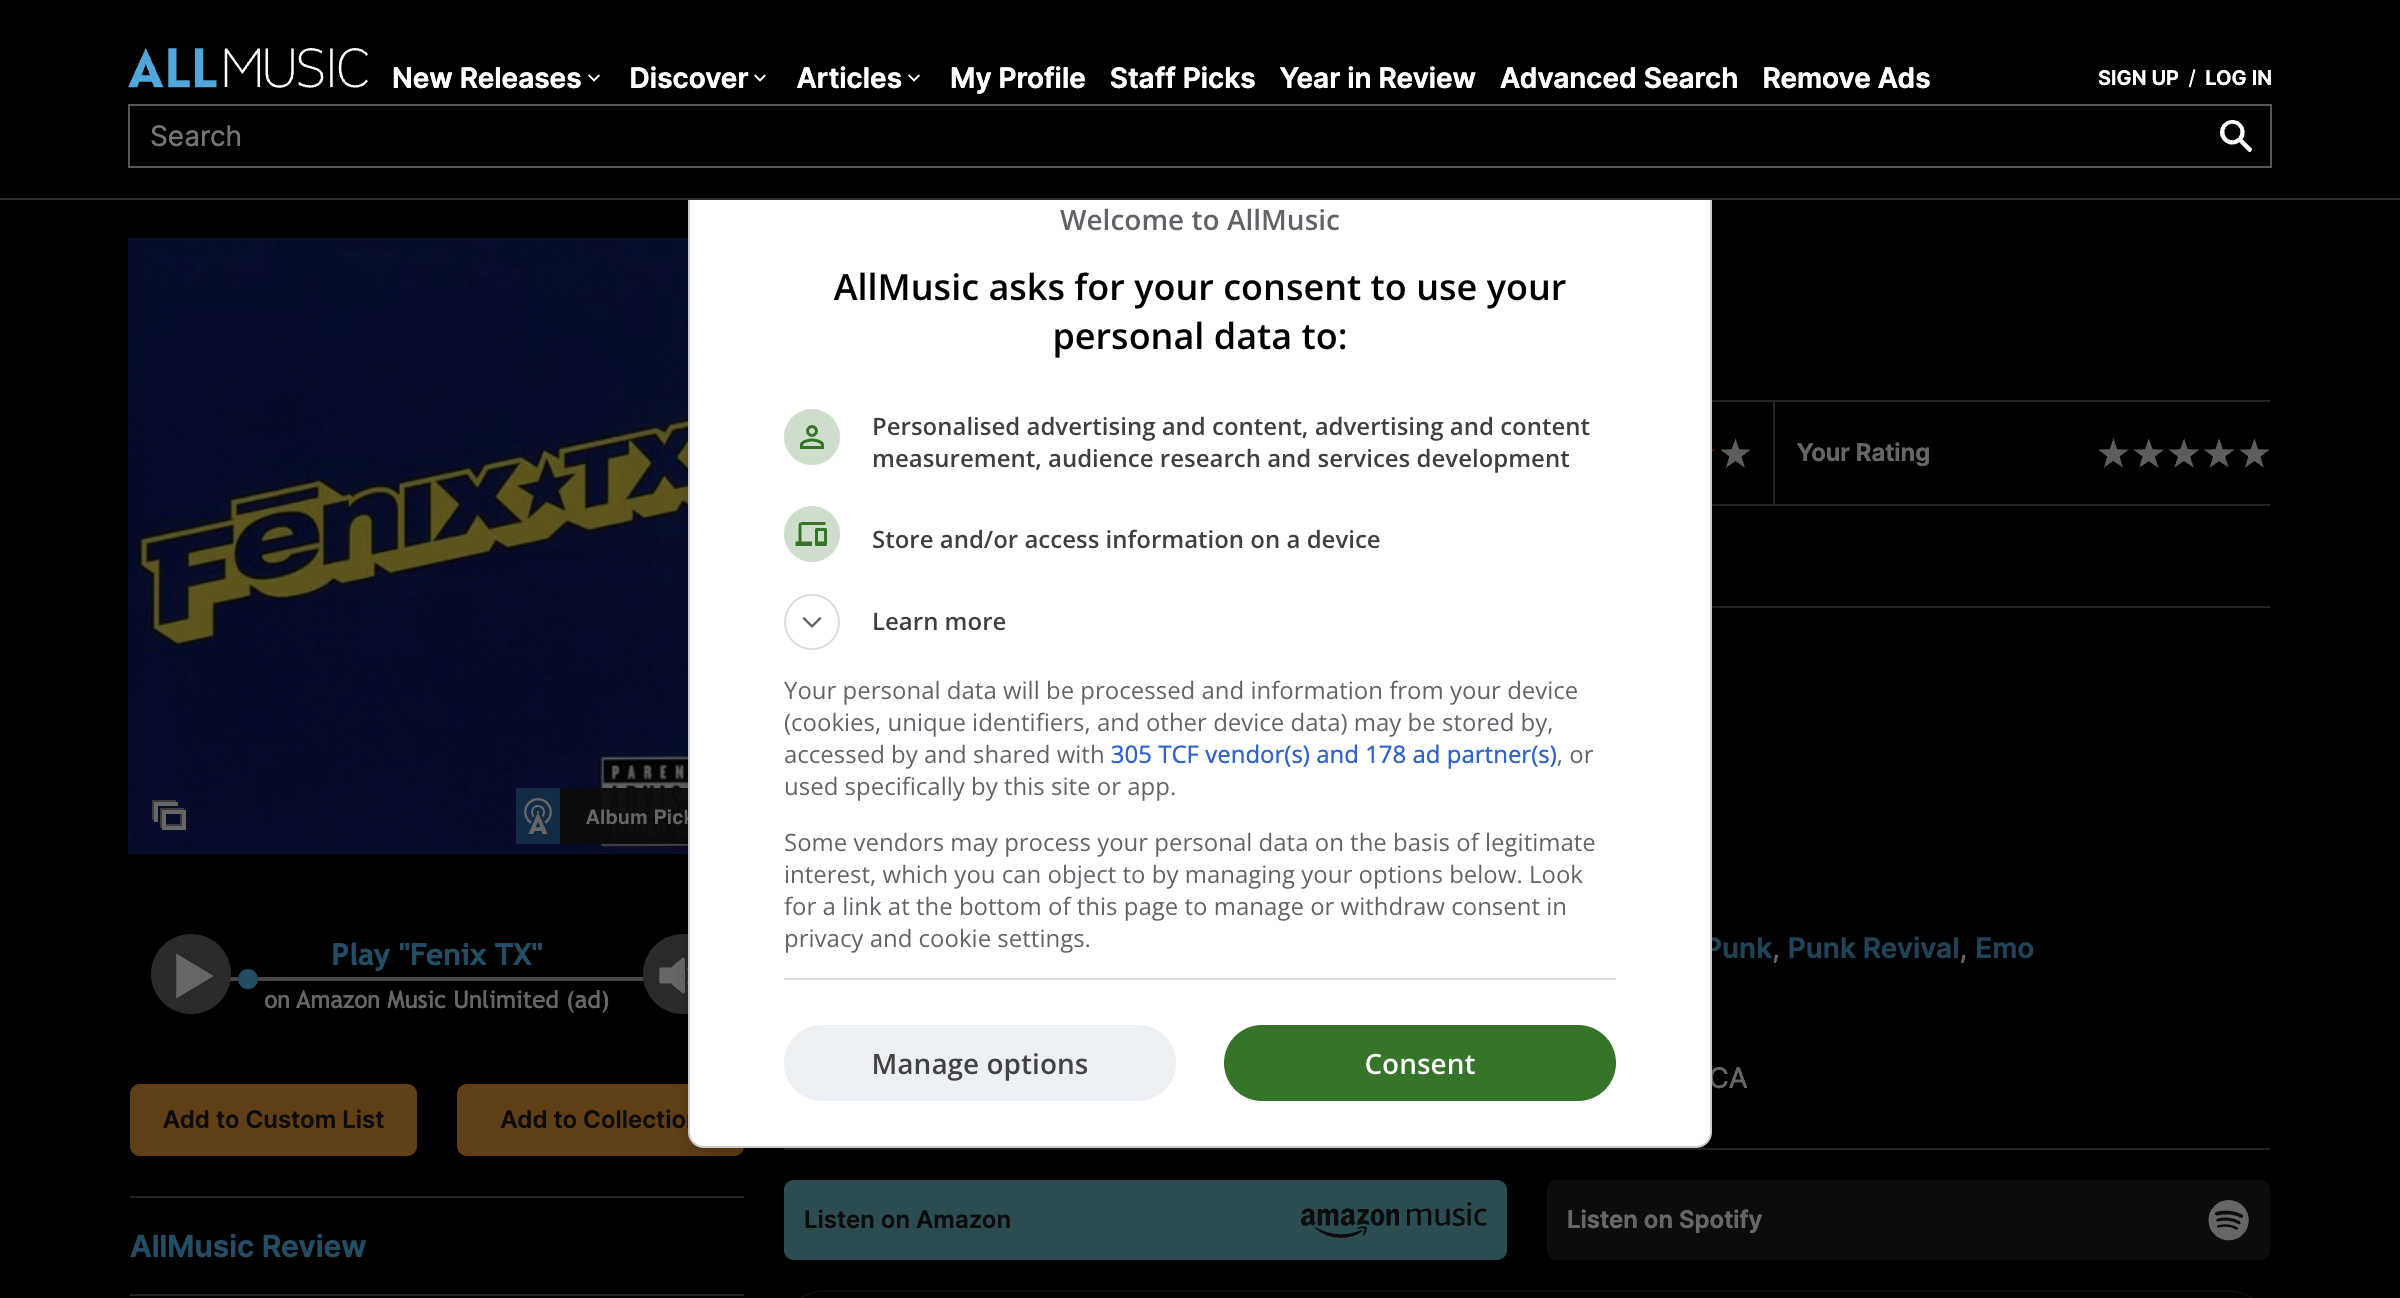 ALLMUSIC
New Releases
Discover
Articles
My Profile
Staff Picks
Year in Review
Advanced Search
Remove Ads
SIGN UP / LOG IN
Search
Welcome to AllMusic
AllMusic asks for your consent to use your
personal data to:
Personalised advertising and content, advertising and content
measurement, audience research and services development
Store and/or access information on a device
Learn more
Your personal data will be processed and information from your device
(cookies, unique identifiers, and other device data) may be stored by,
accessed by and shared with 305 TCF vendor(s) and 178 ad partner(s), or
used specifically by this site or app.
Some vendors may process your personal data on the basis of legitimate
interest, which you can object to by managing your options below. Look
for a link at the bottom of this page to manage or withdraw consent in
privacy and cookie settings.
Manage options
Consent
Fēnix★TX
PAREN
Album Pick
Play "Fenix TX"
on Amazon Music Unlimited (ad)
Add to Custom List
Add to Collectio
AllMusic Review
Your Rating
Punk, Punk Revival, Emo
CA
Listen on Amazon
amazon music
Listen on Spotify